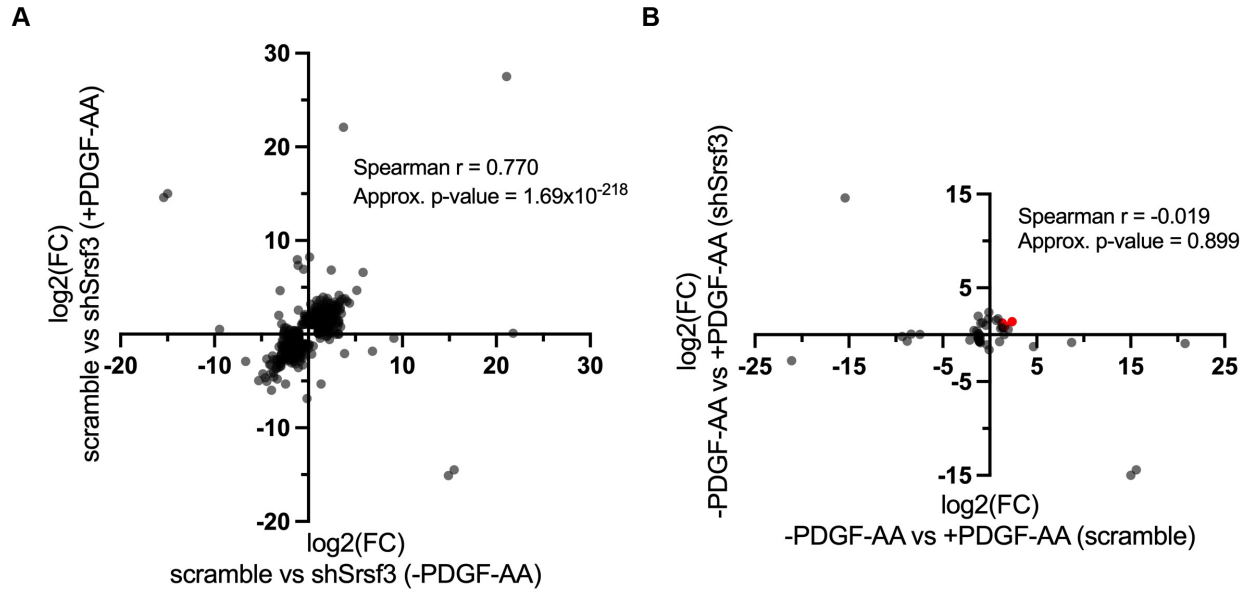 A
log2(FC)
scramble vs shSrsf3 (+PDGF-AA)
30
20
10
-10
-20
-20
-10
10
20
30
Spearman r = 0.770
Approx. p-value = 1.69x10-218
log2(FC)
scramble vs shSrsf3 (-PDGF-AA)
B
log2(FC)
-PDGF-AA vs +PDGF-AA (shSrsf3)
15
5
-5
-15
-25
-15
-5
5
15
25
Spearman r = -0.019
Approx. p-value = 0.899
log2(FC)
-PDGF-AA vs +PDGF-AA (scramble)